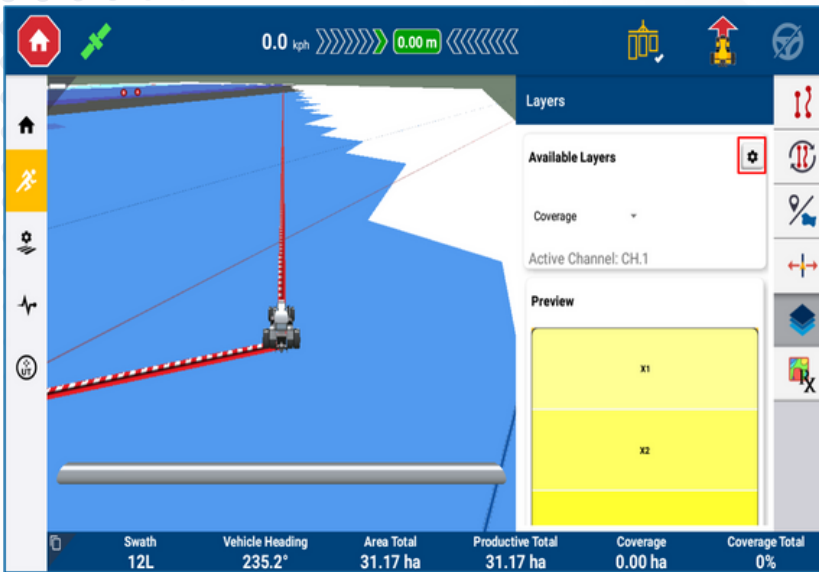 0.0 kph 0.00 m
Layers
Available Layers
Coverage
Active Channel: CH.1
Preview
X1
X2
UT
RX
Swath Vehicle Heading Area Total Productive Total Coverage Coverage Total
12L 235.2° 31.17 ha 31.17 ha 0.00 ha 0%